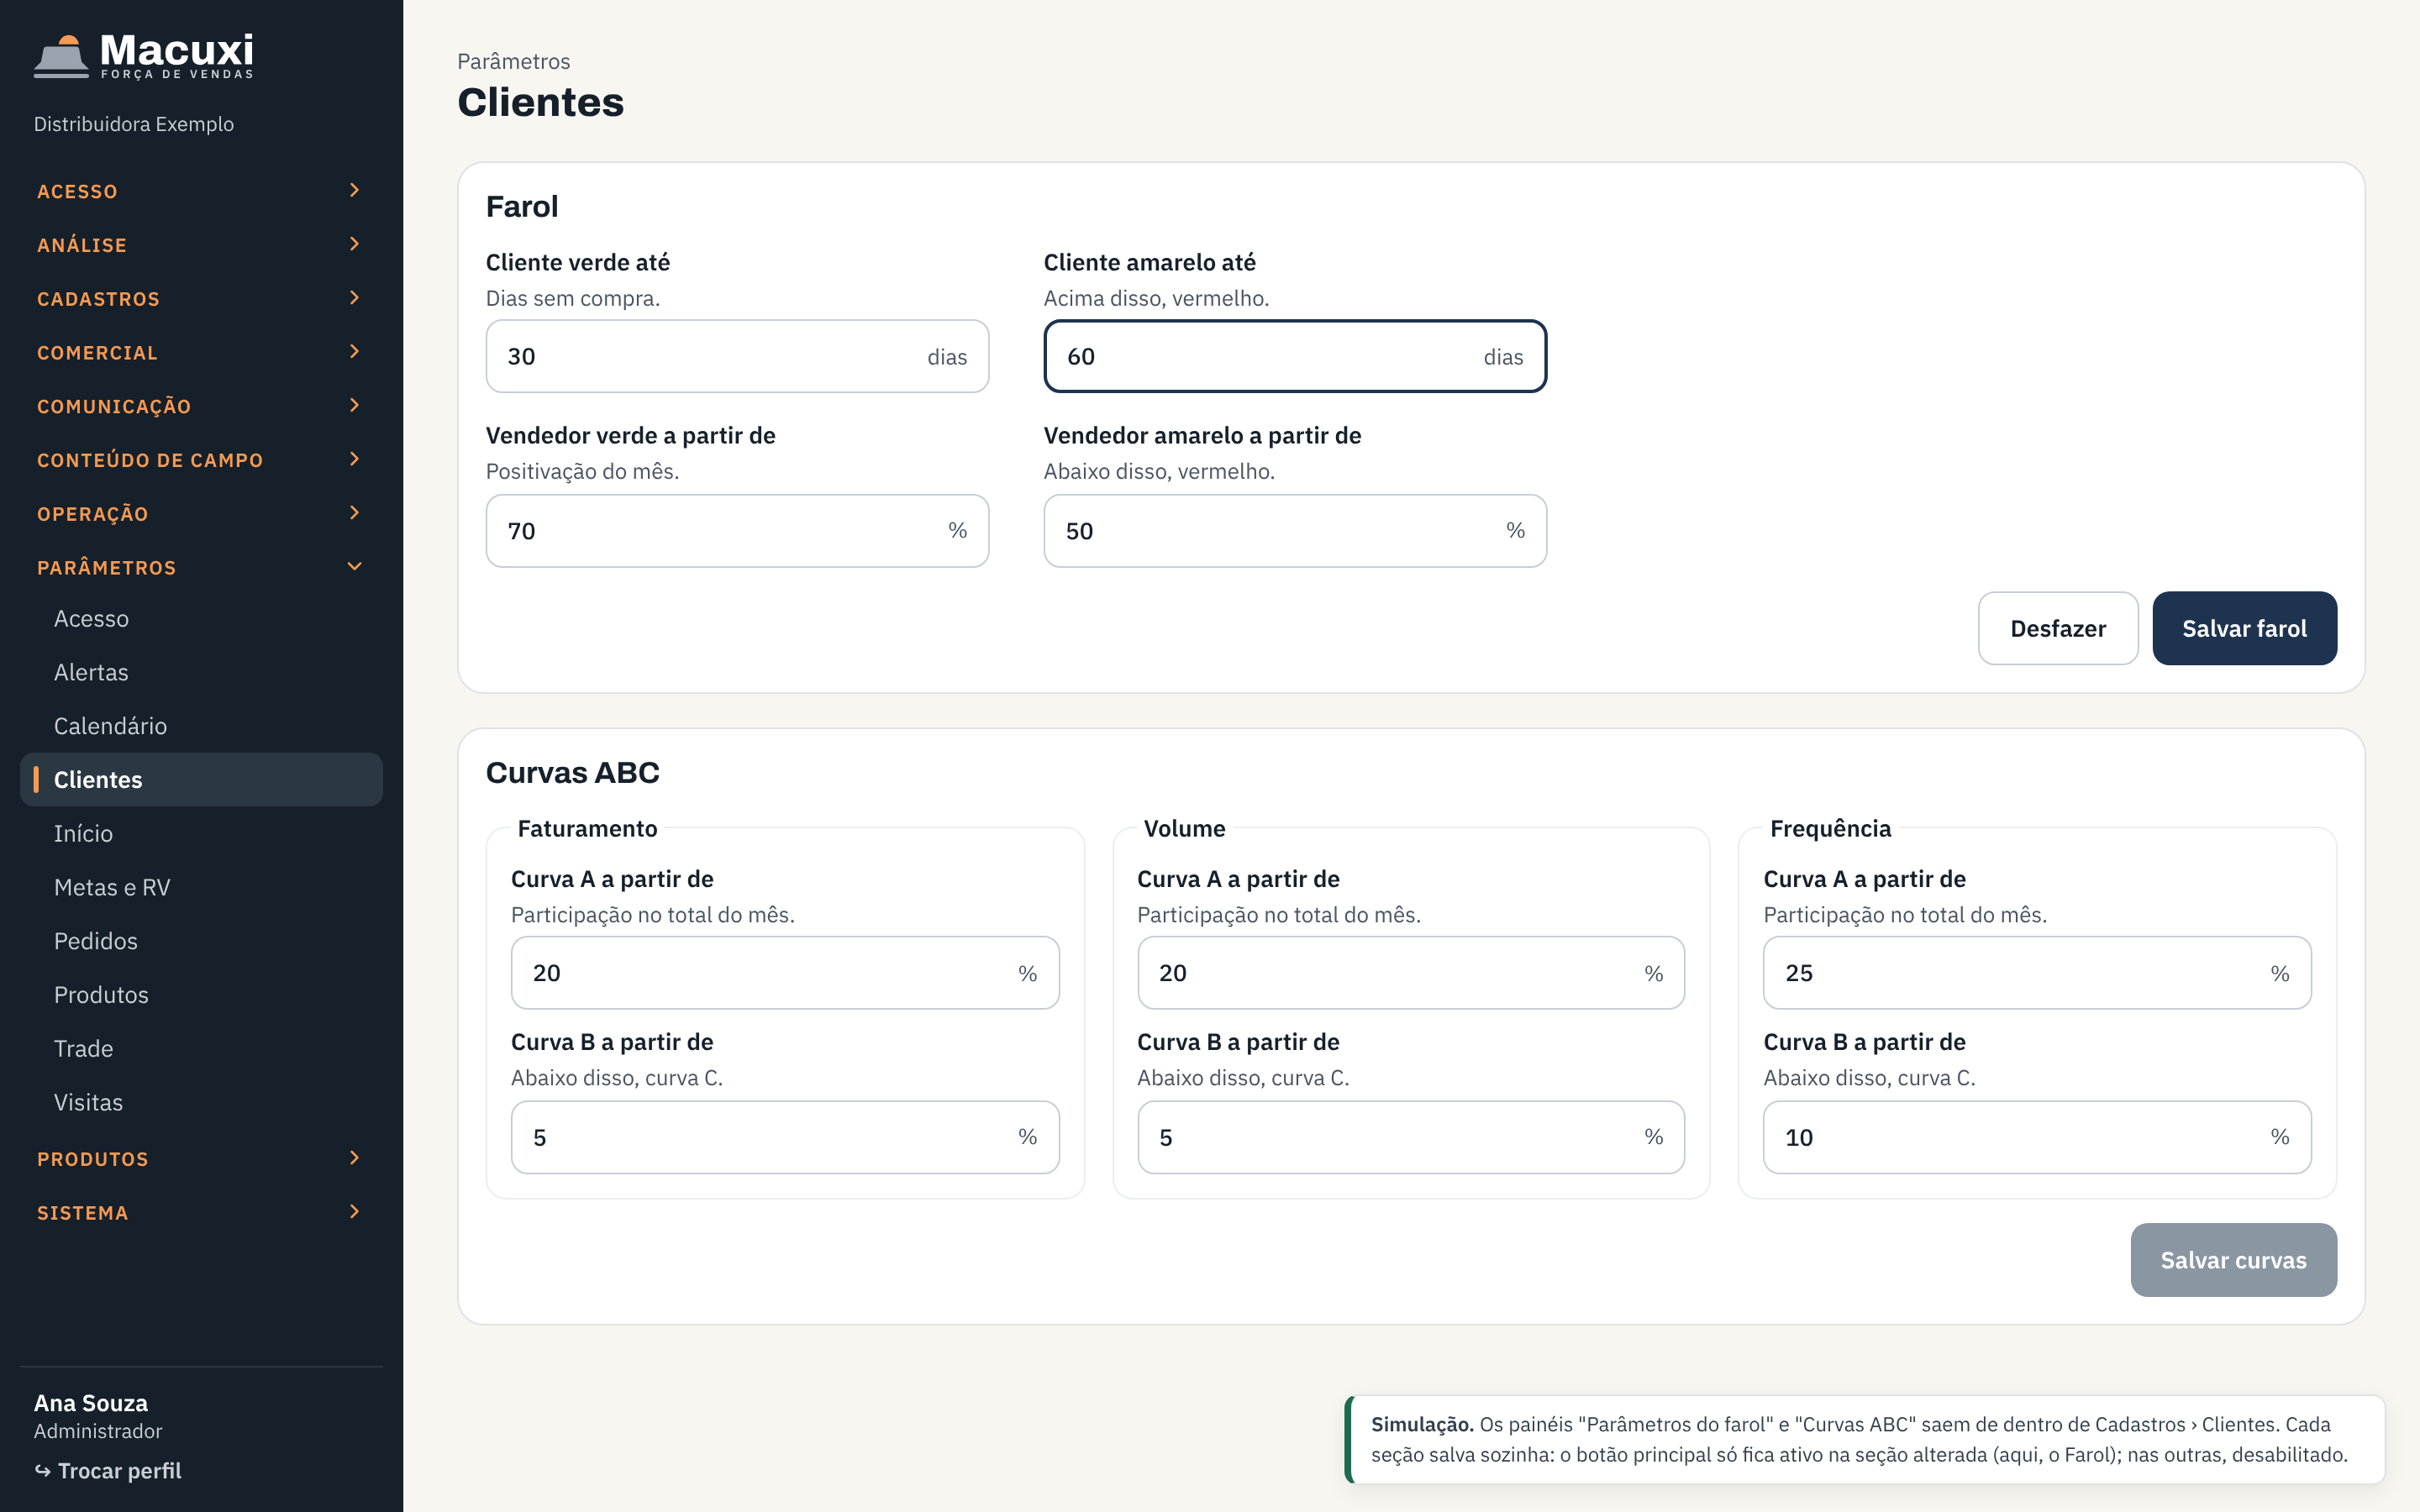 Macuxi
FORÇA DE VENDAS
Distribuidora Exemplo
ACESSO
ANÁLISE
CADASTROS
COMERCIAL
COMUNICAÇÃO
CONTEÚDO DE CAMPO
OPERAÇÃO
PARÂMETROS
Acesso
Alertas
Calendário
Clientes
Início
Metas e RV
Pedidos
Produtos
Trade
Visitas
PRODUTOS
SISTEMA
Ana Souza
Administrador
↪ Trocar perfil
Parâmetros
Clientes
Farol
Cliente verde até
Dias sem compra.
30 dias
Cliente amarelo até
Acima disso, vermelho.
60 dias
Vendedor verde a partir de
Positivação do mês.
70 %
Vendedor amarelo a partir de
Abaixo disso, vermelho.
50 %
Desfazer
Salvar farol
Curvas ABC
Faturamento
Curva A a partir de
Participação no total do mês.
20 %
Curva B a partir de
Abaixo disso, curva C.
5 %
Volume
Curva A a partir de
Participação no total do mês.
20 %
Curva B a partir de
Abaixo disso, curva C.
5 %
Frequência
Curva A a partir de
Participação no total do mês.
25 %
Curva B a partir de
Abaixo disso, curva C.
10 %
Salvar curvas
Simulação. Os painéis "Parâmetros do farol" e "Curvas ABC" saem de dentro de Cadastros › Clientes. Cada
seção salva sozinha: o botão principal só fica ativo na seção alterada (aqui, o Farol); nas outras, desabilitado.